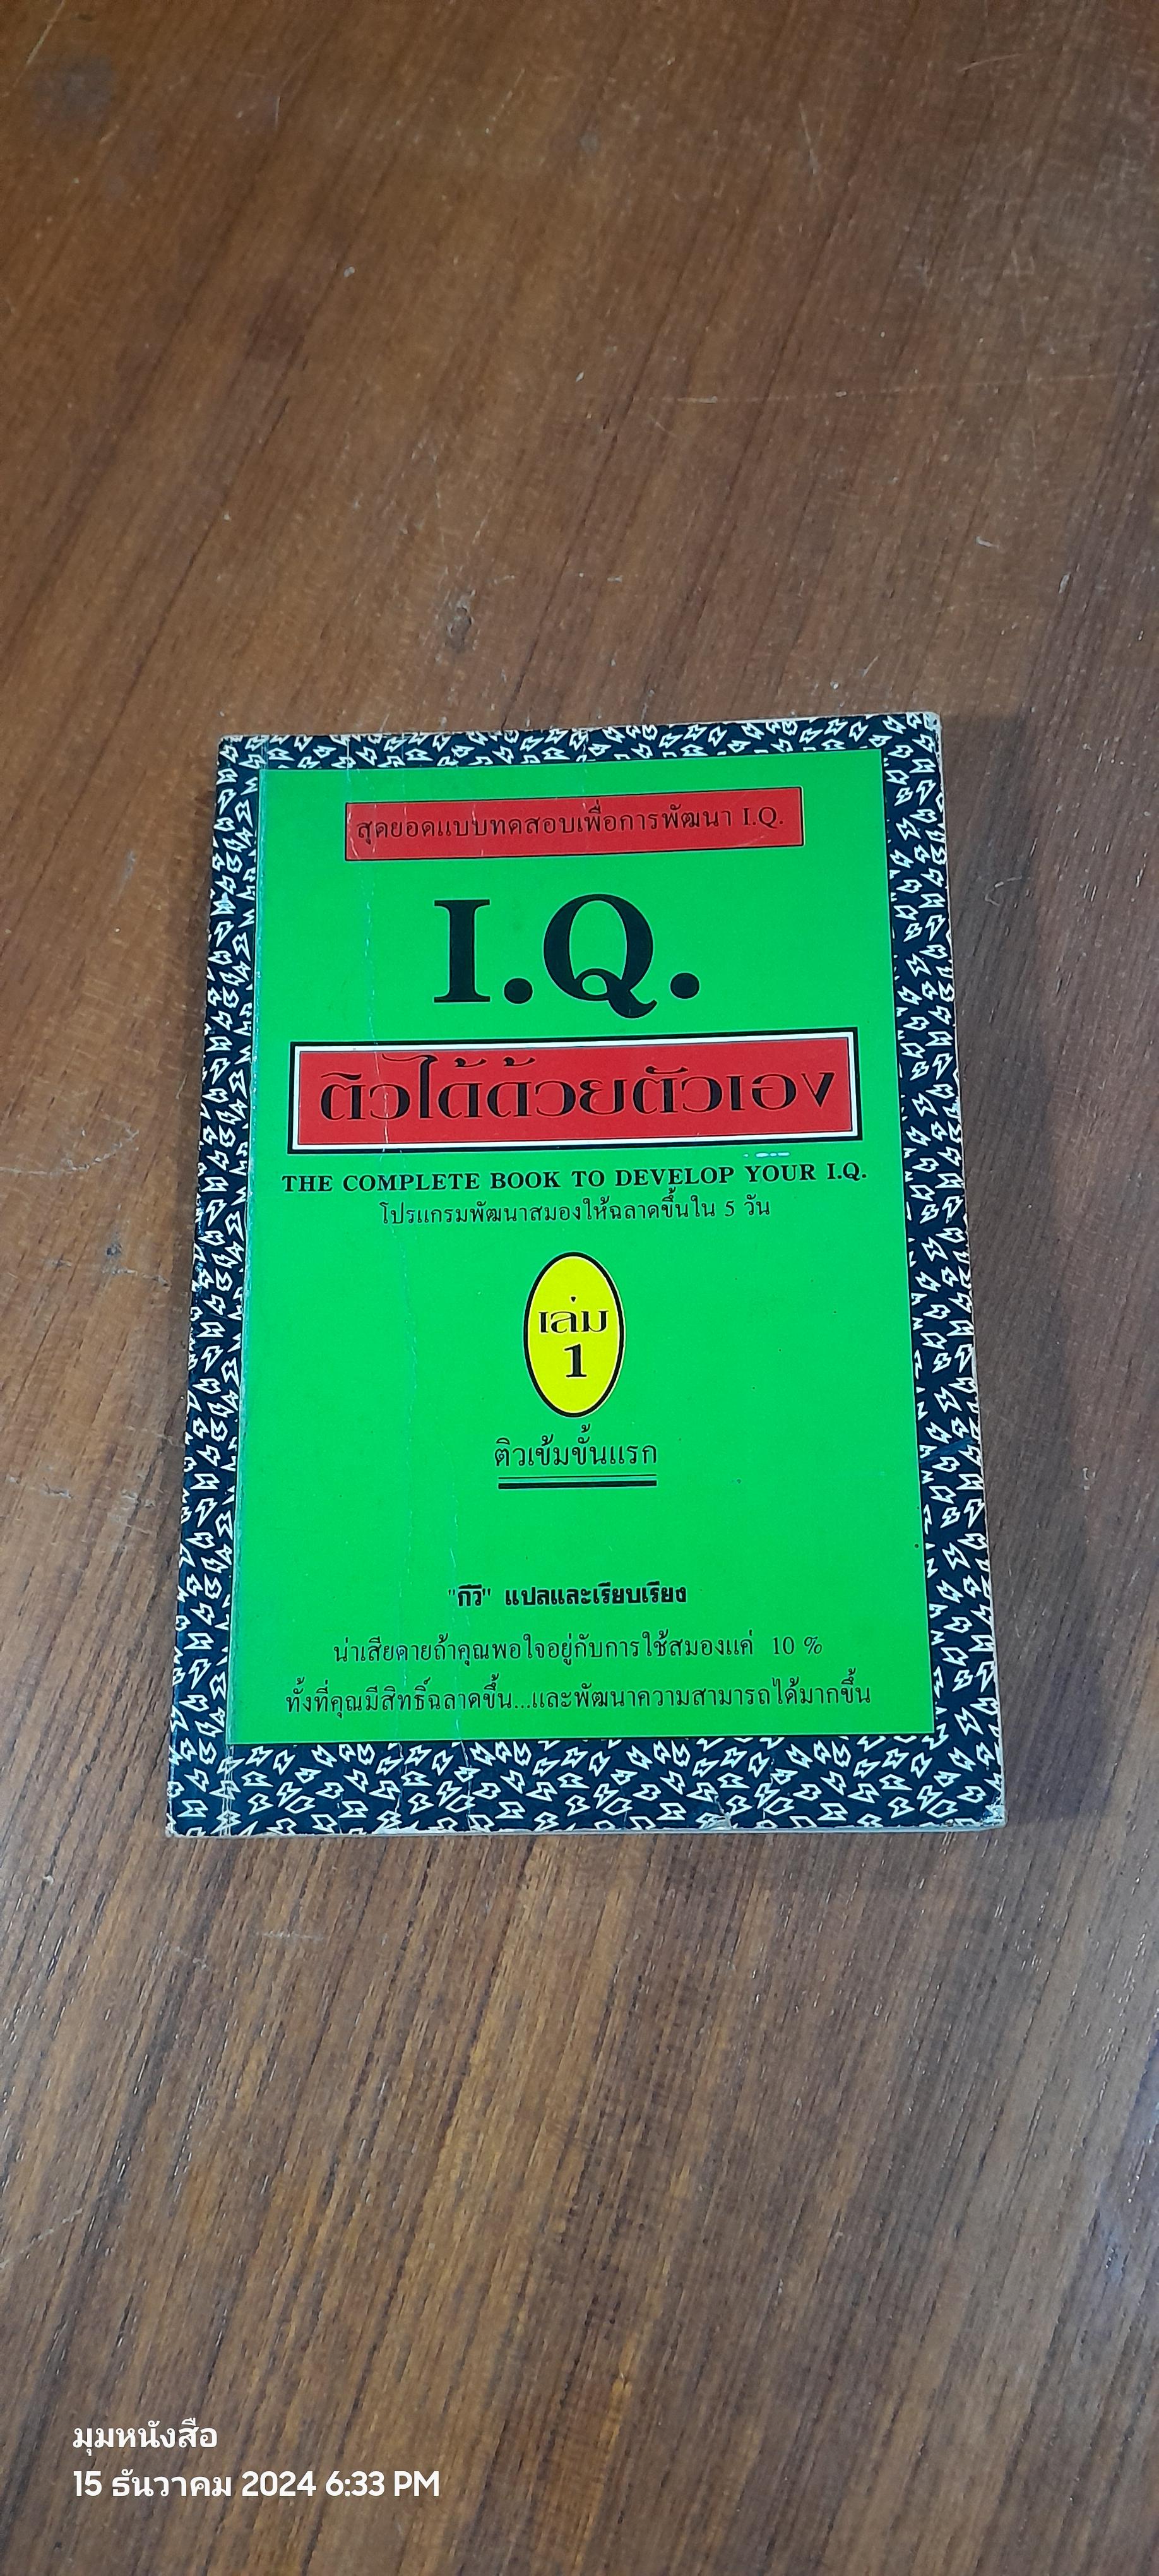 สุดยอดแบบทดสอบเพื่อการพัฒนา I.Q.
I.Q.
ติวได้ด้วยตัวเอง
THE COMPLETE BOOK TO DEVELOP YOUR I.Q.
โปรแกรมพัฒนาสมองให้ฉลาดขึ้นใน 5 วัน
เล่ม
1
ติวเข้มขั้นแรก
"กีวี" แปลและเรียบเรียง
น่าเสียดายถ้าคุณพอใจอยู่กับการใช้สมองแค่ 10 %
ทั้งที่คุณมีสิทธิ์ฉลาดขึ้น...และพัฒนาความสามารถได้มากขึ้น
มุมหนังสือ
15 ธันวาคม 2024 6:33 PM